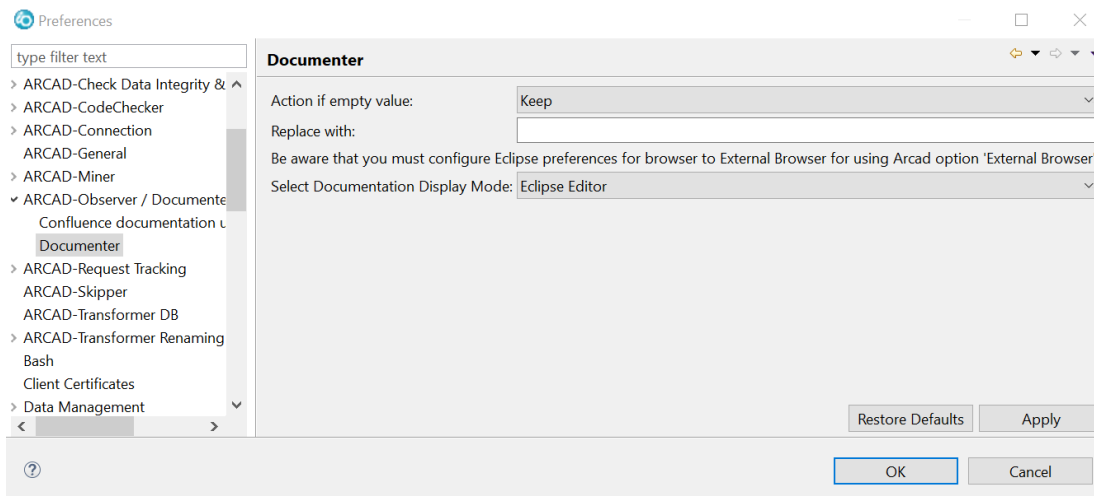 Preferences
type filter text
ARCAD-Check Data Integrity &
ARCAD-CodeChecker
ARCAD-Connection
ARCAD-General
ARCAD-Miner
ARCAD-Observer / Documente
Confluence documentation u
Documenter
ARCAD-Request Tracking
ARCAD-Skipper
ARCAD-Transformer DB
ARCAD-Transformer Renaming
Bash
Client Certificates
Data Management
Documenter
Action if empty value: Keep
Replace with:
Be aware that you must configure Eclipse preferences for browser to External Browser for using Arcad option 'External Browser'
Select Documentation Display Mode: Eclipse Editor
Restore Defaults Apply
OK Cancel